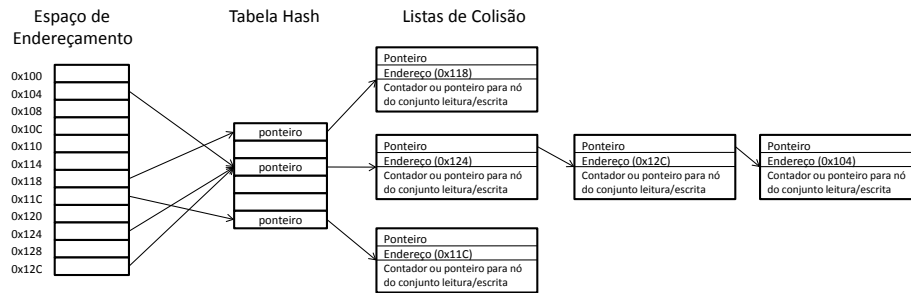 Espaço de
Endereçamento
Tabela Hash
Listas de Colisão
0x100
0x104
0x108
0x10C
0x110
0x114
0x118
0x11C
0x120
0x124
0x128
0x12C
ponteiro
ponteiro
ponteiro
Ponteiro
Endereço (0x118)
Contador ou ponteiro para nó
do conjunto leitura/escrita
Ponteiro
Endereço (0x124)
Contador ou ponteiro para nó
do conjunto leitura/escrita
Ponteiro
Endereço (0x12C)
Contador ou ponteiro para nó
do conjunto leitura/escrita
Ponteiro
Endereço (0x104)
Contador ou ponteiro para nó
do conjunto leitura/escrita
Ponteiro
Endereço (0x11C)
Contador ou ponteiro para nó
do conjunto leitura/escrita